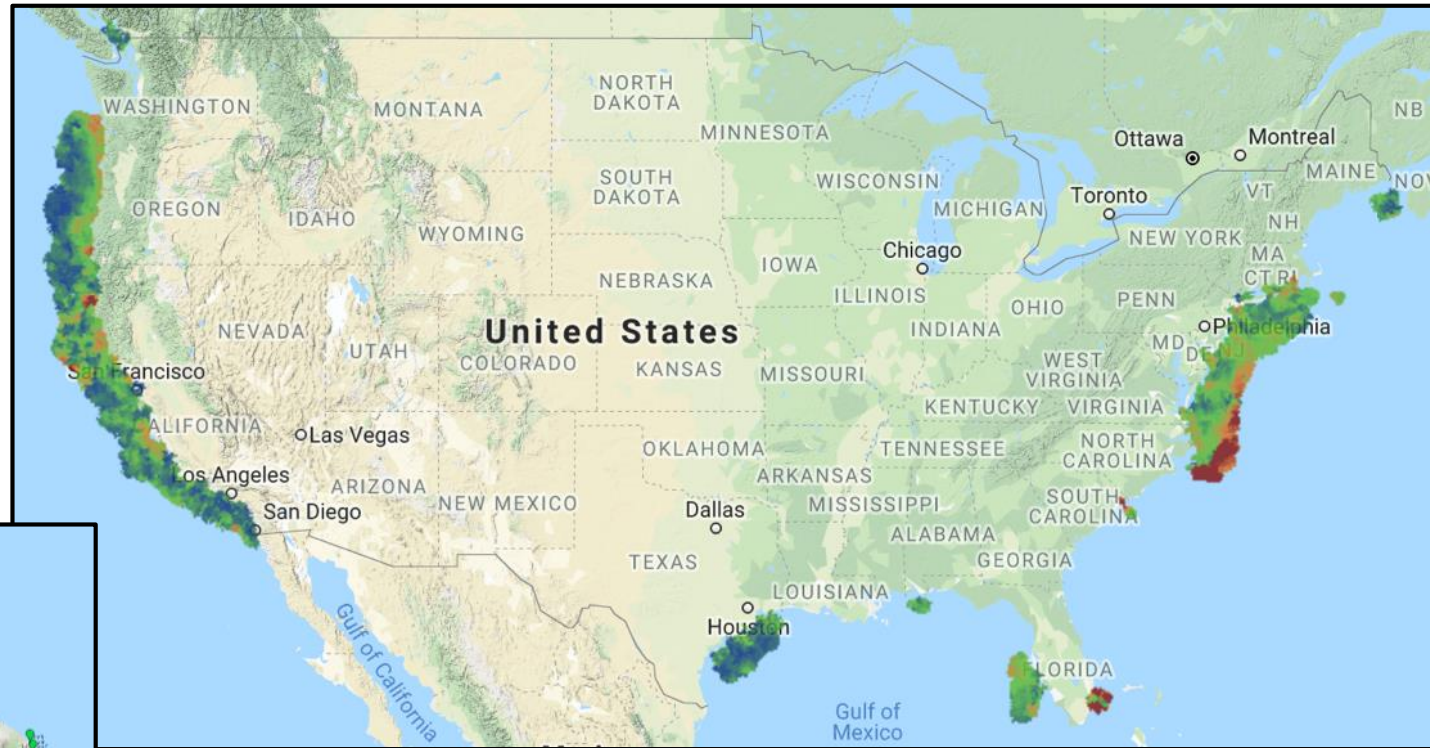 WASHINGTON
MONTANA
NORTH
DAKOTA
MINNESOTA
Ottawa
Montreal
NB
MAINE
NO
SOUTH
DAKOTA
WISCONSIN
MICHIGAN
Toronto
VT
NH
OREGON
IDAHO
WYOMING
NEW YORK
MA
CT RI
Chicago
IOWA
NEBRASKA
ILLINOIS
OHIO
PENN
NEVADA
United States
INDIANA
Philadelphia
MD
DE
NJ
UTAH
COLORADO
KANSAS
MISSOURI
WEST
VIRGINIA
San Francisco
KENTUCKY
VIRGINIA
ALIFORNIA
Las Vegas
OKLAHOMA
TENNESSEE
NORTH
CAROLINA
Los Angeles
ARIZONA
NEW MEXICO
ARKANSAS
MISSISSIPPI
SOUTH
CAROLINA
San Diego
Dallas
ALABAMA
GEORGIA
TEXAS
LOUISIANA
Houston
Gulf of California
FLORIDA
Gulf of
Mexico